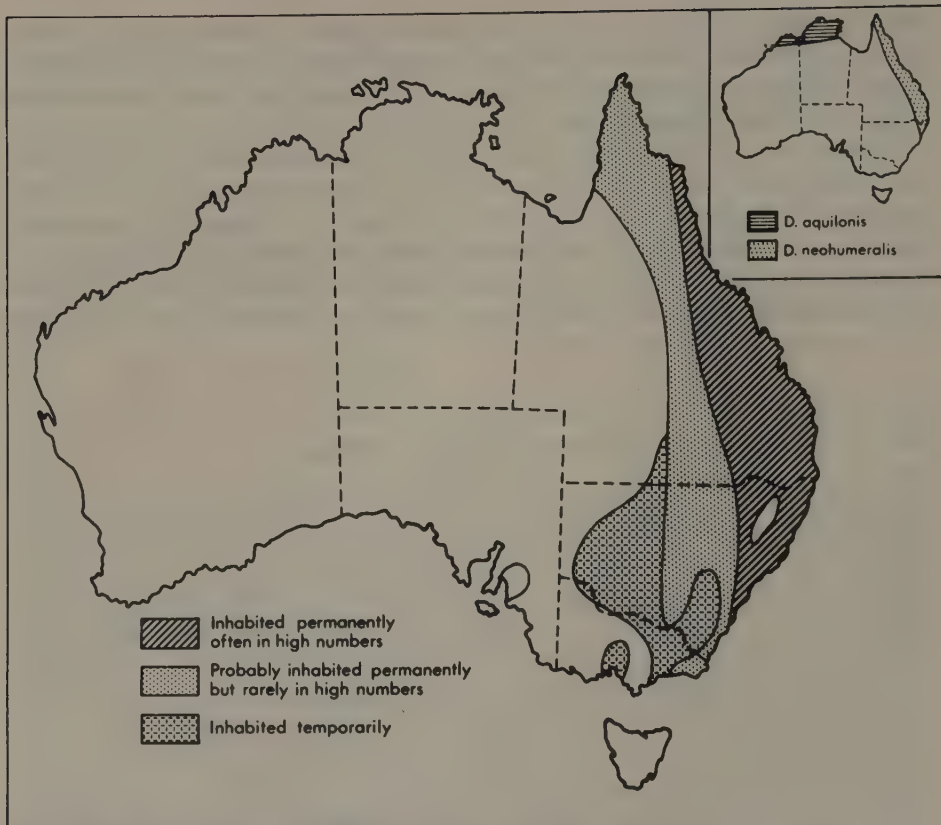 D. aquilonis
D. neohumeralis
Inhabited permanently
often in high numbers
Probably inhabited permanently
but rarely in high numbers
Inhabited temporarily